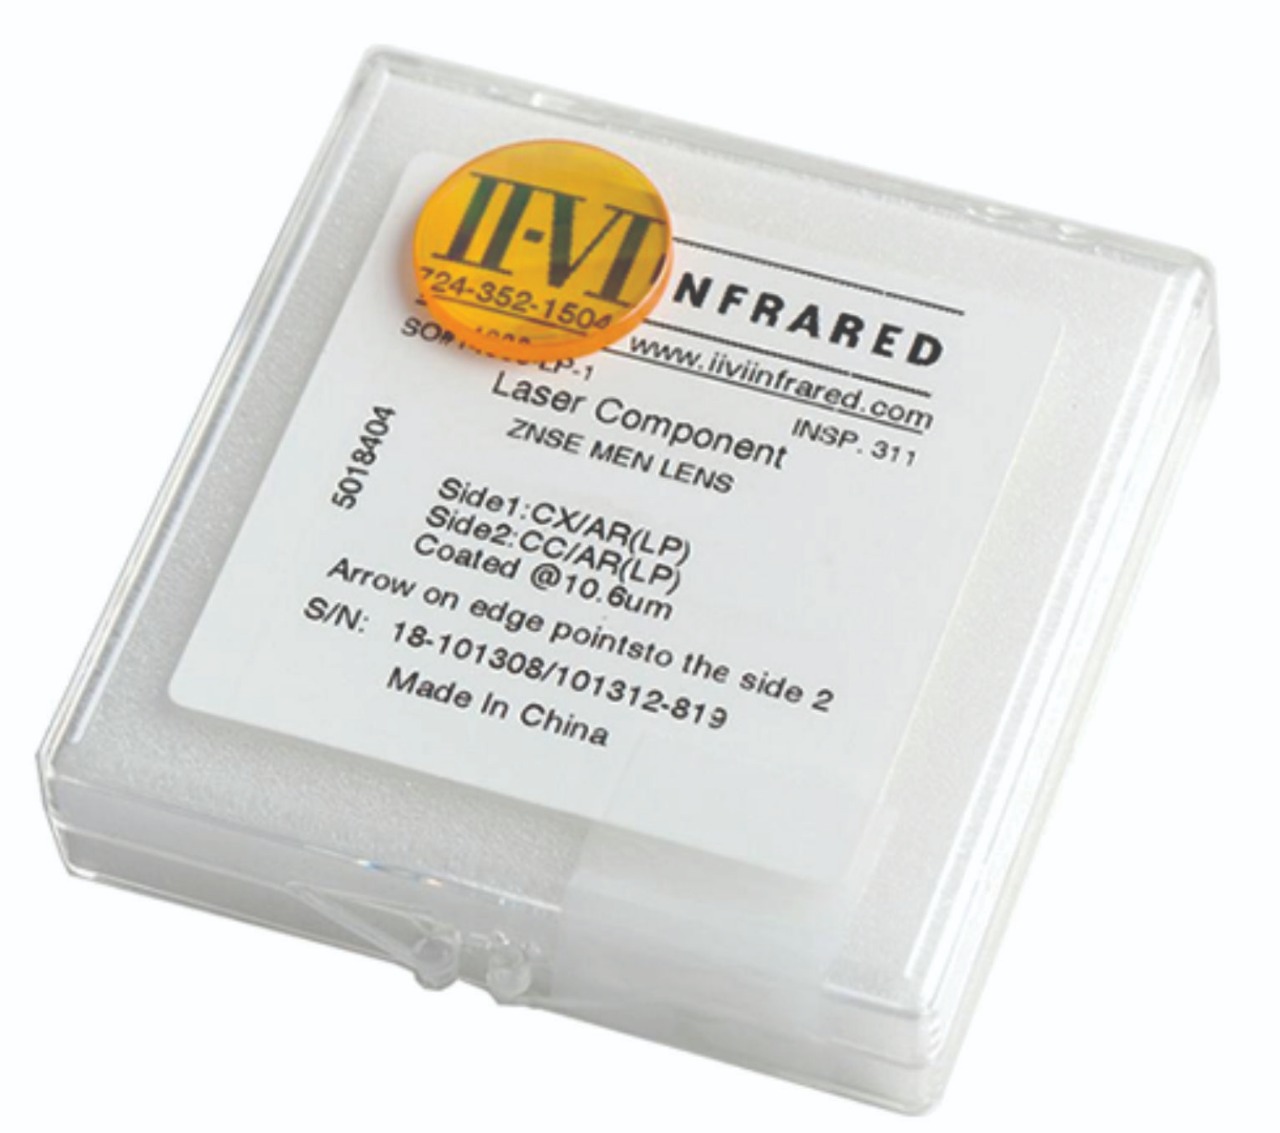 II-VI
NFRARED
724-352-1504
www.iiviinfrared.com
LP-1
INSP. 311
Laser Component
ZNSE MEN LENS
5018404
Side1:CX/AR(LP)
Side2:CC/AR(LP)
Coated @10.6um
Arrow on edge pointsto the side 2
S/N: 18-101308/101312-819
Made In China